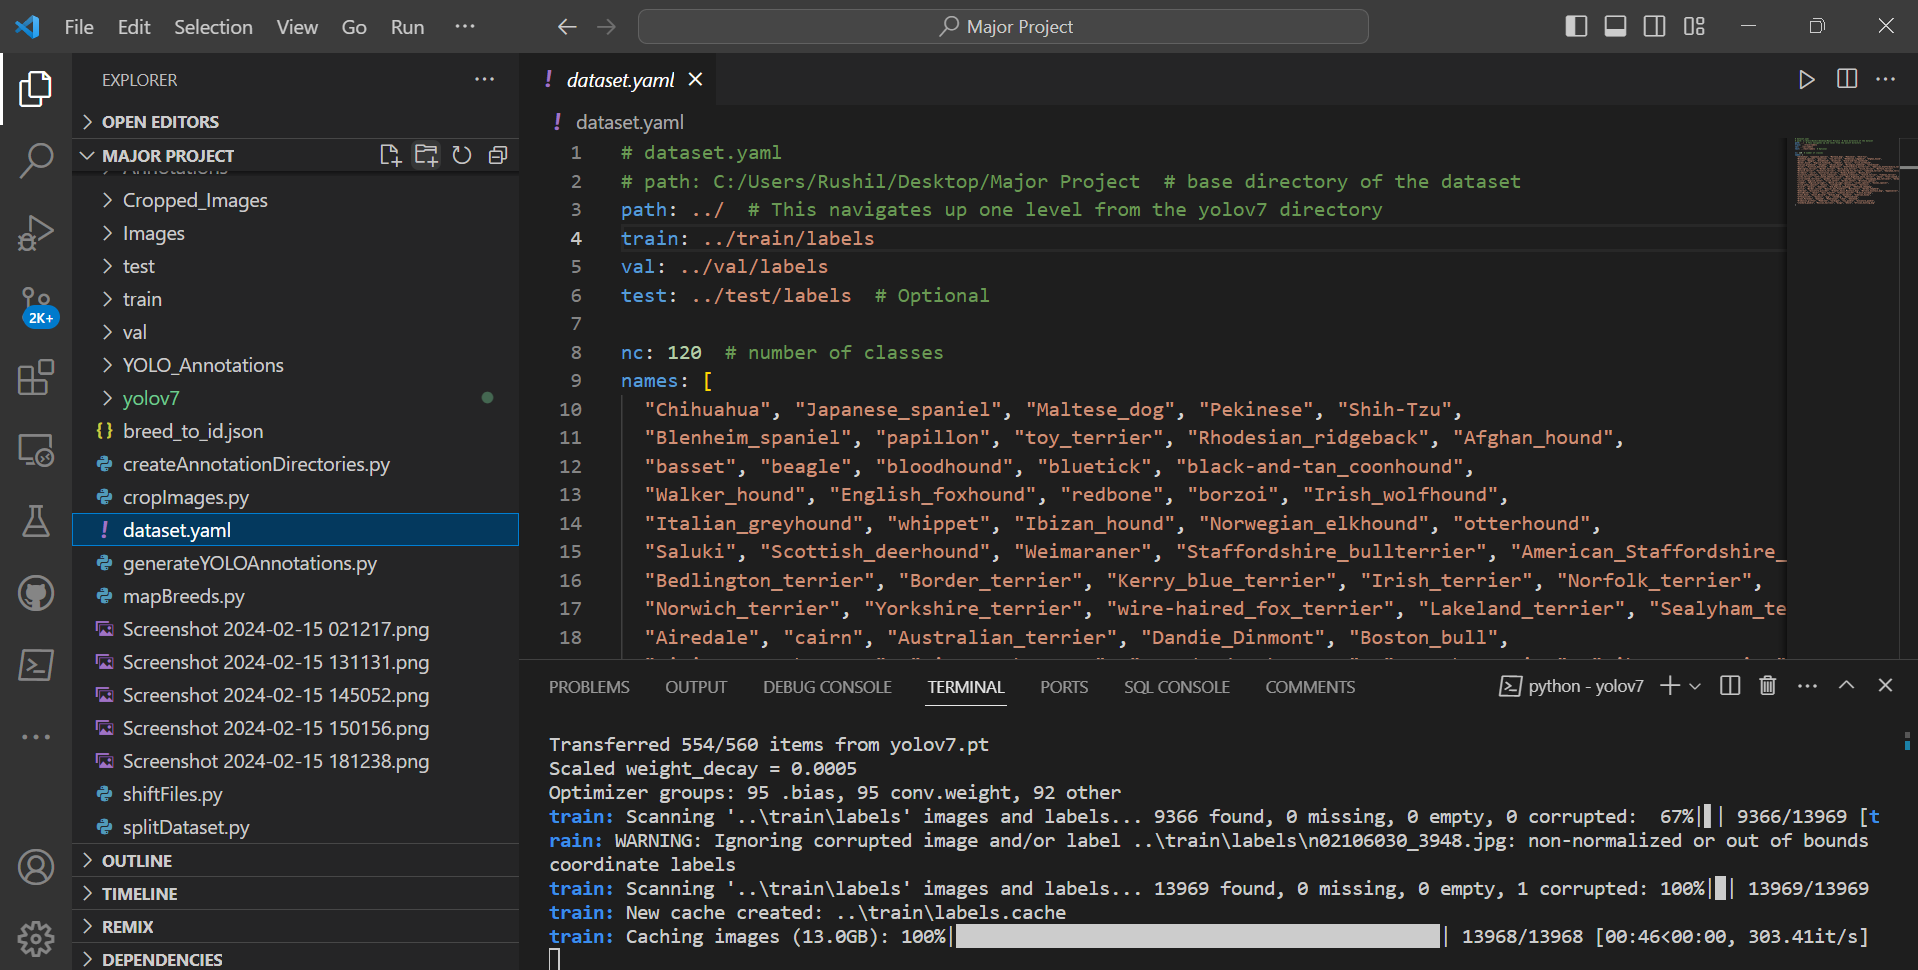 File Edit Selection View Go Run ···
Major Project
EXPLORER
OPEN EDITORS
MAJOR PROJECT
Annotations
Cropped_Images
Images
test
train
val
YOLO_Annotations
yolov7
{} breed_to_id.json
createAnnotationDirectories.py
cropImages.py
! dataset.yaml
generateYOLOAnnotations.py
mapBreeds.py
Screenshot 2024-02-15 021217.png
Screenshot 2024-02-15 131131.png
Screenshot 2024-02-15 145052.png
Screenshot 2024-02-15 150156.png
Screenshot 2024-02-15 181238.png
shiftFiles.py
splitDataset.py
OUTLINE
TIMELINE
REMIX
DEPENDENCIES
2K+
! dataset.yaml
! dataset.yaml
1 # dataset.yaml
2 # path: C:/Users/Rushil/Desktop/Major Project  # base directory of the dataset
3 path: ../  # This navigates up one level from the yolov7 directory
4 train: ../train/labels
5 val: ../val/labels
6 test: ../test/labels  # Optional
7
8 nc: 120  # number of classes
9 names: [
10 "Chihuahua", "Japanese_spaniel", "Maltese_dog", "Pekinese", "Shih-Tzu",
11 "Blenheim_spaniel", "papillon", "toy_terrier", "Rhodesian_ridgeback", "Afghan_hound",
12 "basset", "beagle", "bloodhound", "bluetick", "black-and-tan_coonhound",
13 "Walker_hound", "English_foxhound", "redbone", "borzoi", "Irish_wolfhound",
14 "Italian_greyhound", "whippet", "Ibizan_hound", "Norwegian_elkhound", "otterhound",
15 "Saluki", "Scottish_deerhound", "Weimaraner", "Staffordshire_bullterrier", "American_Staffordshire_
16 "Bedlington_terrier", "Border_terrier", "Kerry_blue_terrier", "Irish_terrier", "Norfolk_terrier",
17 "Norwich_terrier", "Yorkshire_terrier", "wire-haired_fox_terrier", "Lakeland_terrier", "Sealyham_te
18 "Airedale", "cairn", "Australian_terrier", "Dandie_Dinmont", "Boston_bull",
PROBLEMS OUTPUT DEBUG CONSOLE TERMINAL PORTS SQL CONSOLE COMMENTS
python - yolov7
Transferred 554/560 items from yolov7.pt
Scaled weight_decay = 0.0005
Optimizer groups: 95 .bias, 95 conv.weight, 92 other
train: Scanning '..\train\labels' images and labels... 9366 found, 0 missing, 0 empty, 0 corrupted:  67%| | 9366/13969 [t
rain: WARNING: Ignoring corrupted image and/or label ..\train\labels\n02106030_3948.jpg: non-normalized or out of bounds
coordinate labels
train: Scanning '..\train\labels' images and labels... 13969 found, 0 missing, 0 empty, 1 corrupted: 100%| | 13969/13969
train: New cache created: ..\train\labels.cache
train: Caching images (13.0GB): 100%| | 13968/13968 [00:46<00:00, 303.41it/s]